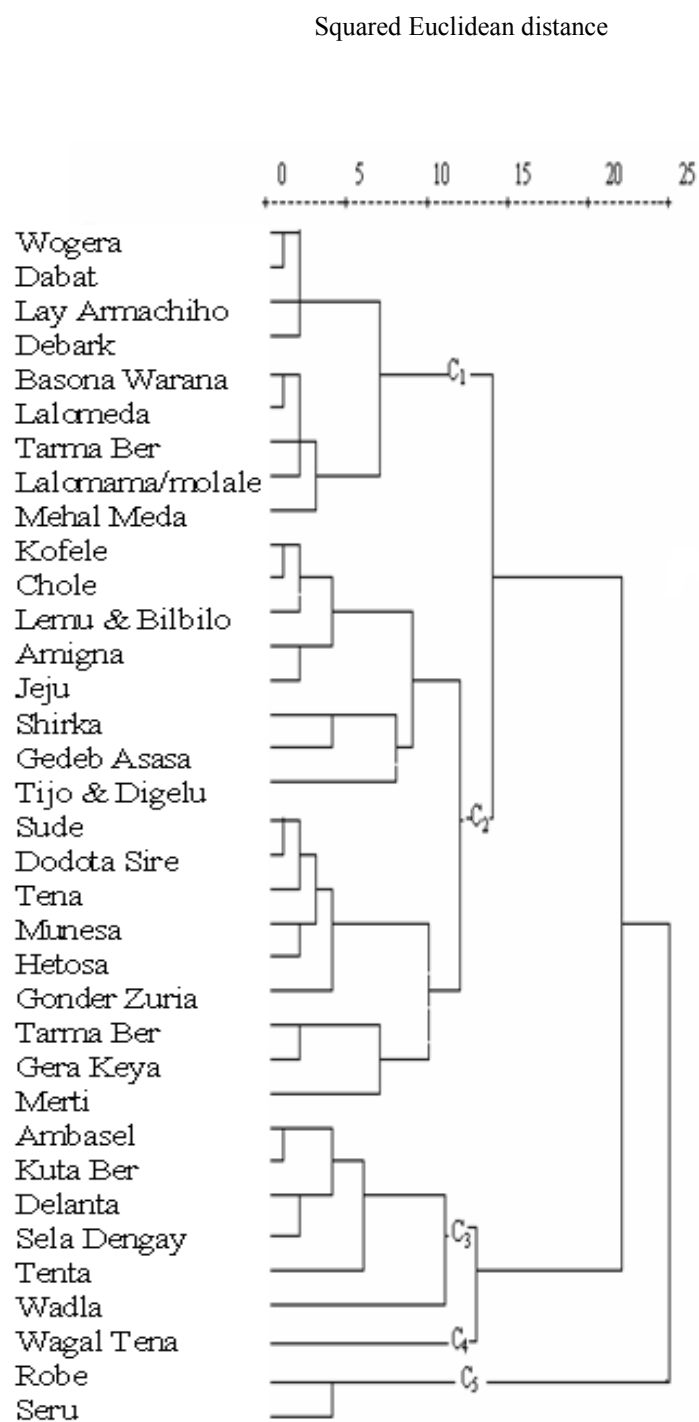 Squared Euclidean distance
0 5 10 15 20 25
Wogera
Dabat
Lay Armachiho
Debark
Basona Warana
Lalomeda
Tarma Ber
Lalomama/molale
Mehal Meda
Kofele
Chole
Lemu & Bilbilo
Amigna
Jeju
Shirka
Gedeb Asasa
Tijo & Digelu
Sude
Dodota Sire
Tena
Munesa
Hetosa
Gonder Zuria
Tarma Ber
Gera Keya
Merti
Ambasel
Kuta Ber
Delanta
Sela Dengay
Tenta
Wadla
Wagal Tena
Robe
Seru
C₁
C₂
C₃
C₄
C₅